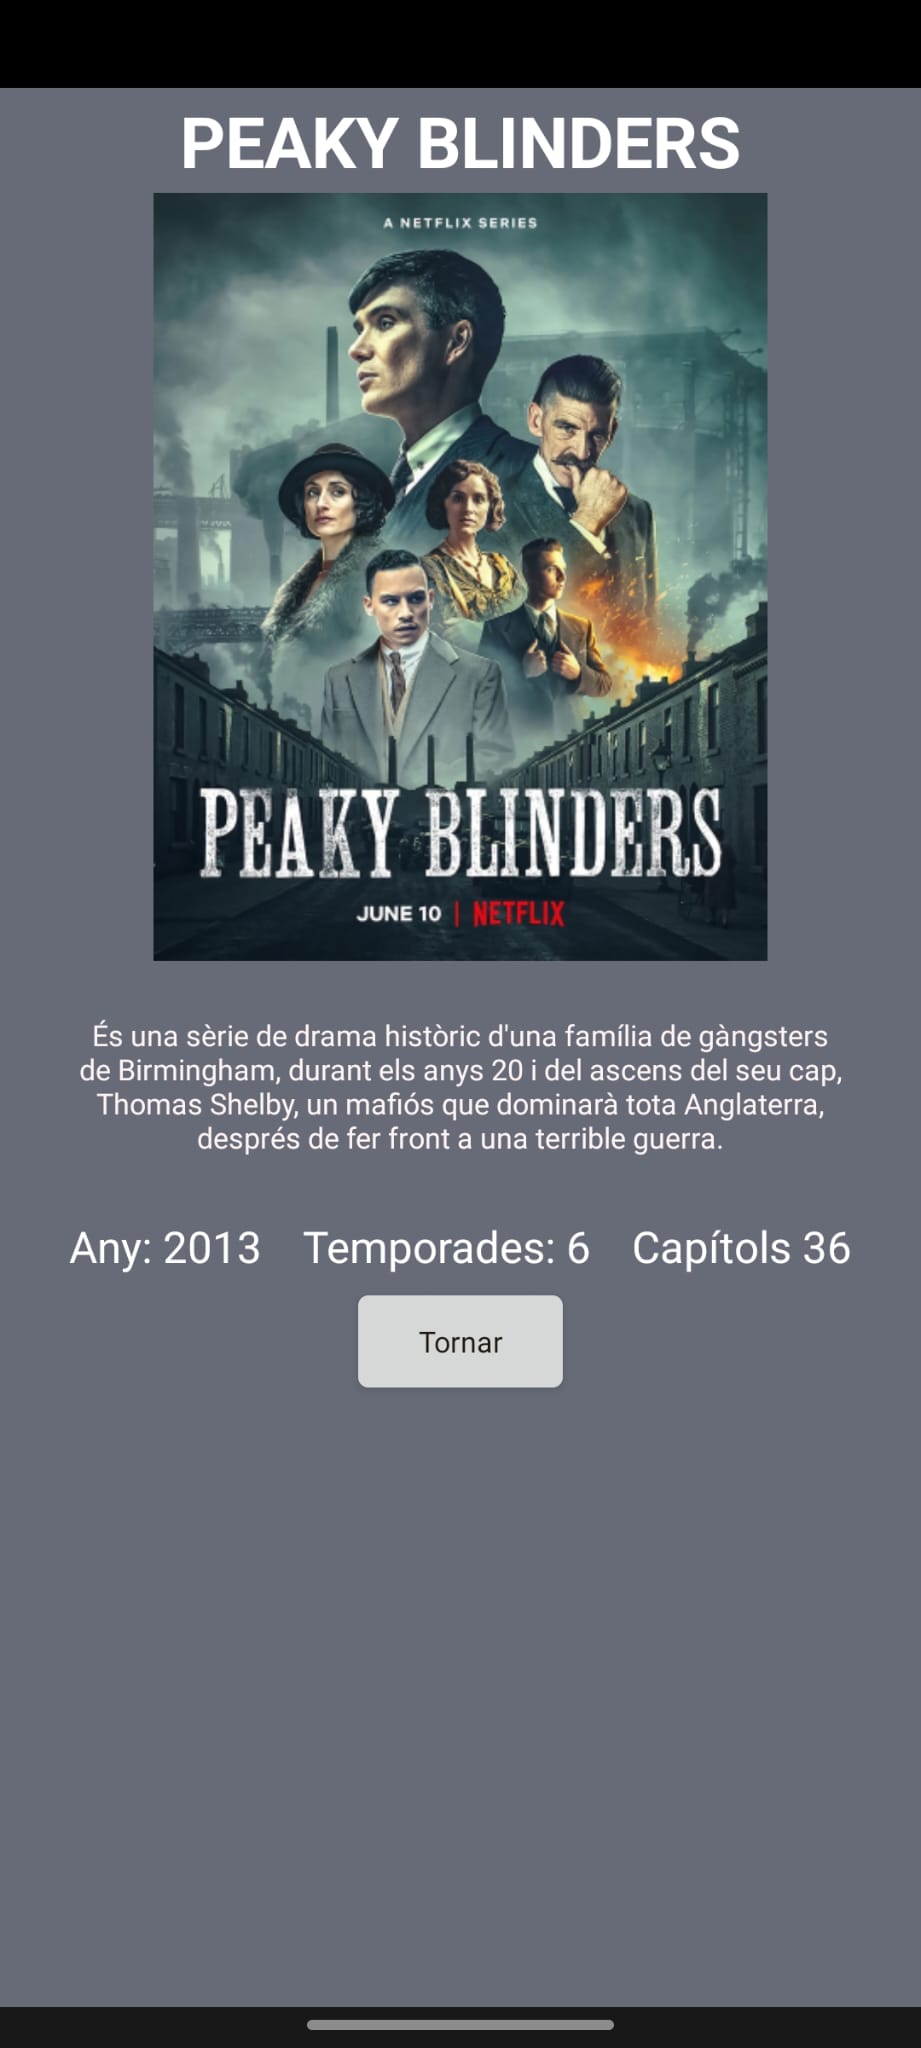 PEAKY BLINDERS
A NETFLIX SERIES
PEAKY BLINDERS
JUNE 10 | NETFLIX
És una sèrie de drama històric d'una família de gàngsters
de Birmingham, durant els anys 20 i del ascens del seu cap,
Thomas Shelby, un mafiós que dominarà tota Anglaterra,
després de fer front a una terrible guerra.
Any: 2013 Temporades: 6 Capítols 36
Tornar